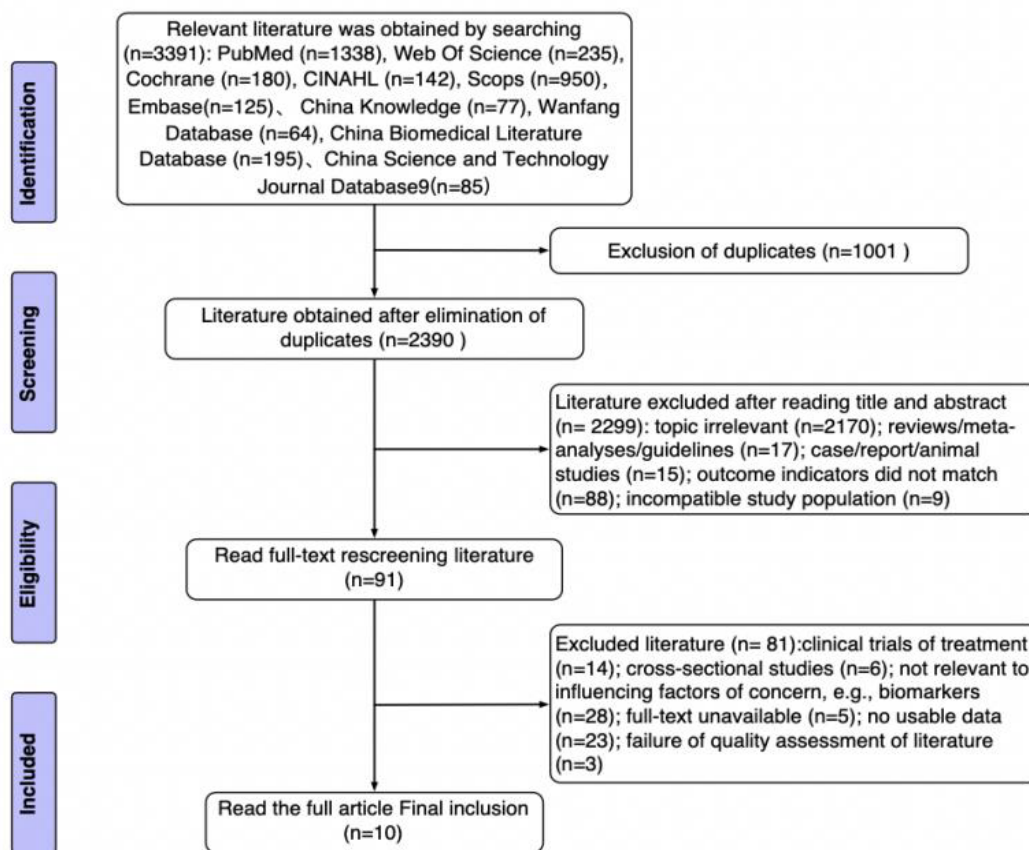 Identification
Relevant literature was obtained by searching
(n=3391): PubMed (n=1338), Web Of Science (n=235),
Cochrane (n=180), CINAHL (n=142), Scops (n=950),
Embase(n=125)、 China Knowledge (n=77), Wanfang
Database (n=64), China Biomedical Literature
Database (n=195)、China Science and Technology
Journal Database9(n=85)
Exclusion of duplicates (n=1001 )
Screening
Literature obtained after elimination of
duplicates (n=2390 )
Literature excluded after reading title and abstract
(n= 2299): topic irrelevant (n=2170); reviews/meta-
analyses/guidelines (n=17); case/report/animal
studies (n=15); outcome indicators did not match
(n=88); incompatible study population (n=9)
Eligibility
Read full-text rescreening literature
(n=91)
Excluded literature (n= 81):clinical trials of treatment
(n=14); cross-sectional studies (n=6); not relevant to
influencing factors of concern, e.g., biomarkers
(n=28); full-text unavailable (n=5); no usable data
(n=23); failure of quality assessment of literature
(n=3)
Included
Read the full article Final inclusion
(n=10)